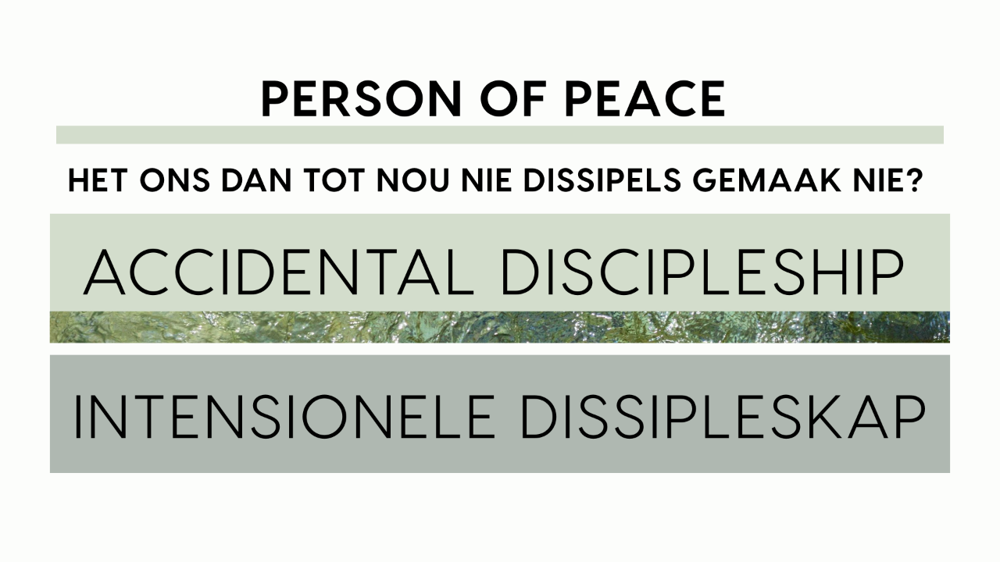 PERSON OF PEACE
HET ONS DAN TOT NOU NIE DISSIPELS GEMAAK NIE?
ACCIDENTAL DISCIPLESHIP
INTENSIONELE DISSIPLESKAP